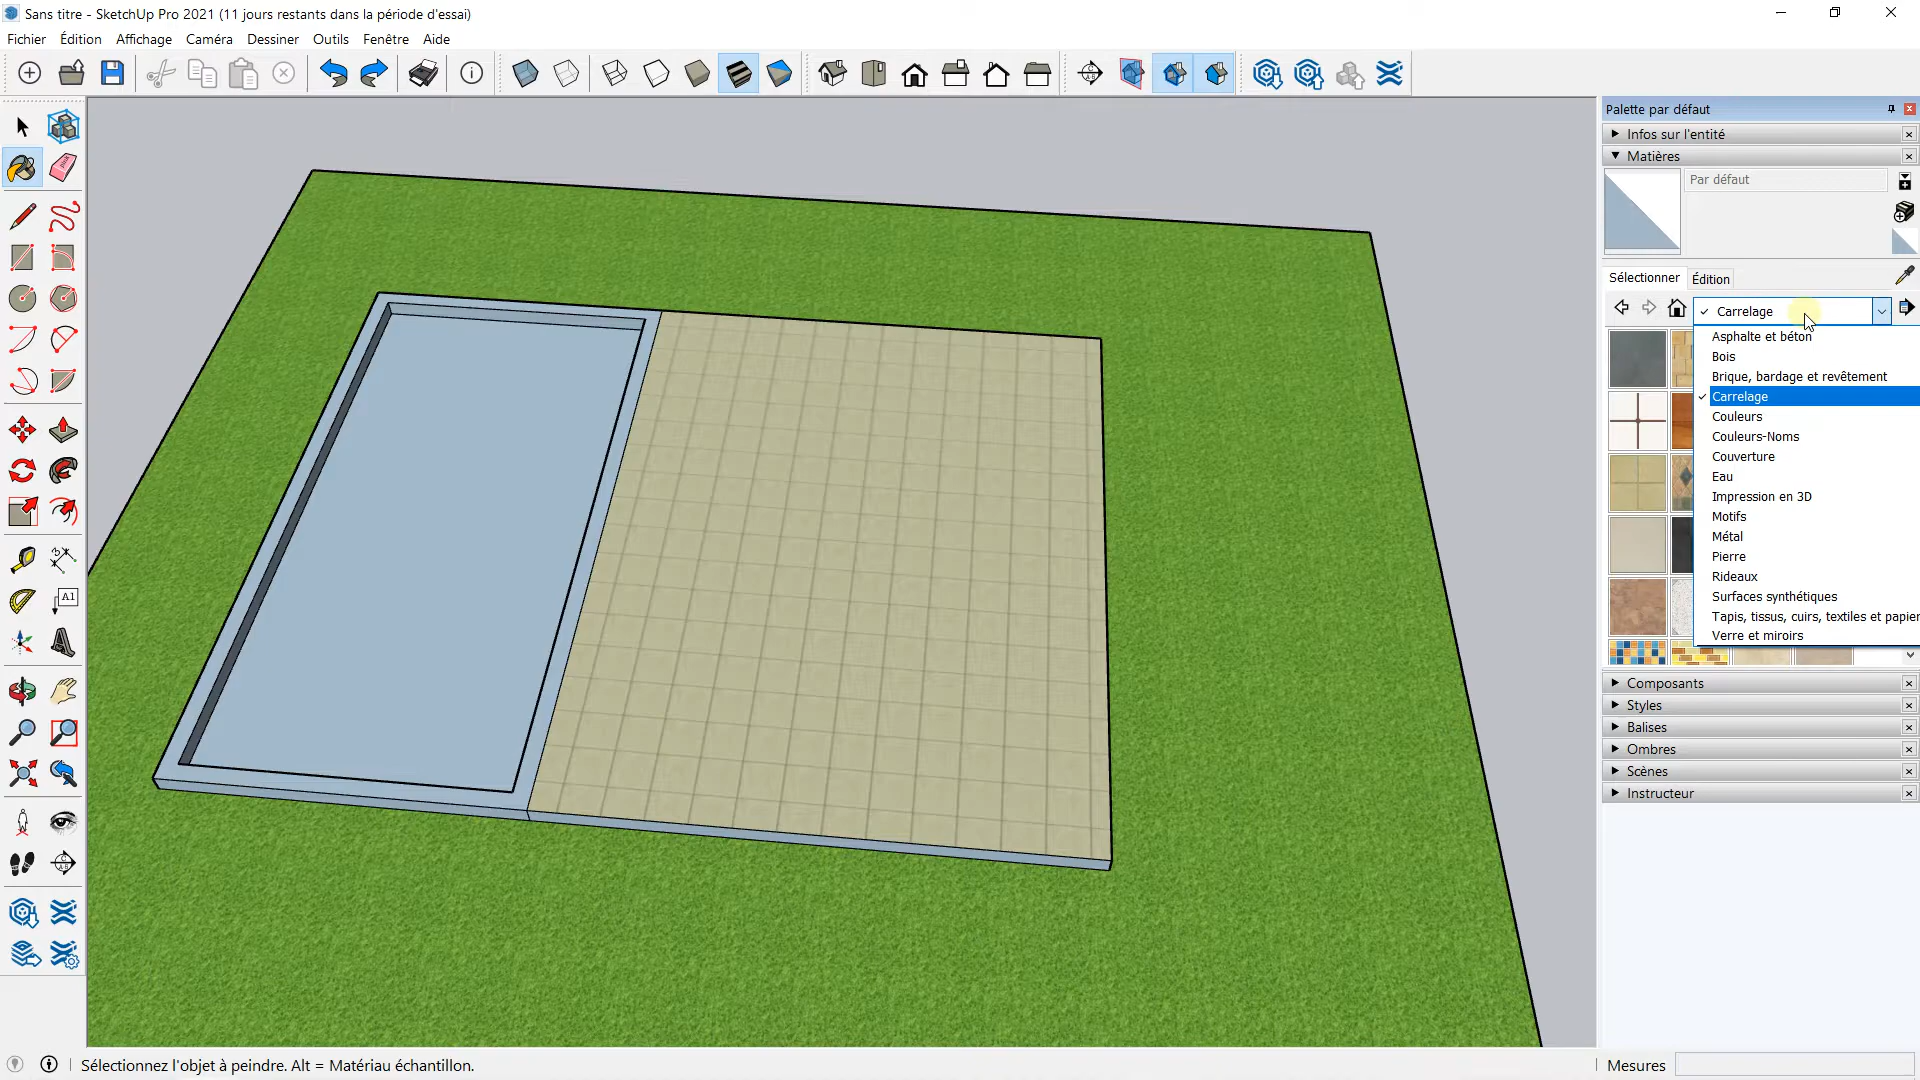 Sans titre - SketchUp Pro 2021 (11 jours restants dans la période d'essai)
Fichier Édition Affichage Caméra Dessiner Outils Fenêtre Aide
Palette par défaut
Infos sur l'entité
Matières
Par défaut
Sélectionner Édition
Carrelage
Asphalte et béton
Bois
Brique, bardage et revêtement
Carrelage
Couleurs
Couleurs-Noms
Couverture
Eau
Impression en 3D
Motifs
Métal
Pierre
Rideaux
Surfaces synthétiques
Tapis, tissus, cuirs, textiles et papier
Verre et miroirs
Composants
Styles
Balises
Ombres
Scènes
Instructeur
A1
Sélectionnez l'objet à peindre. Alt = Matériau échantillon.
Mesures